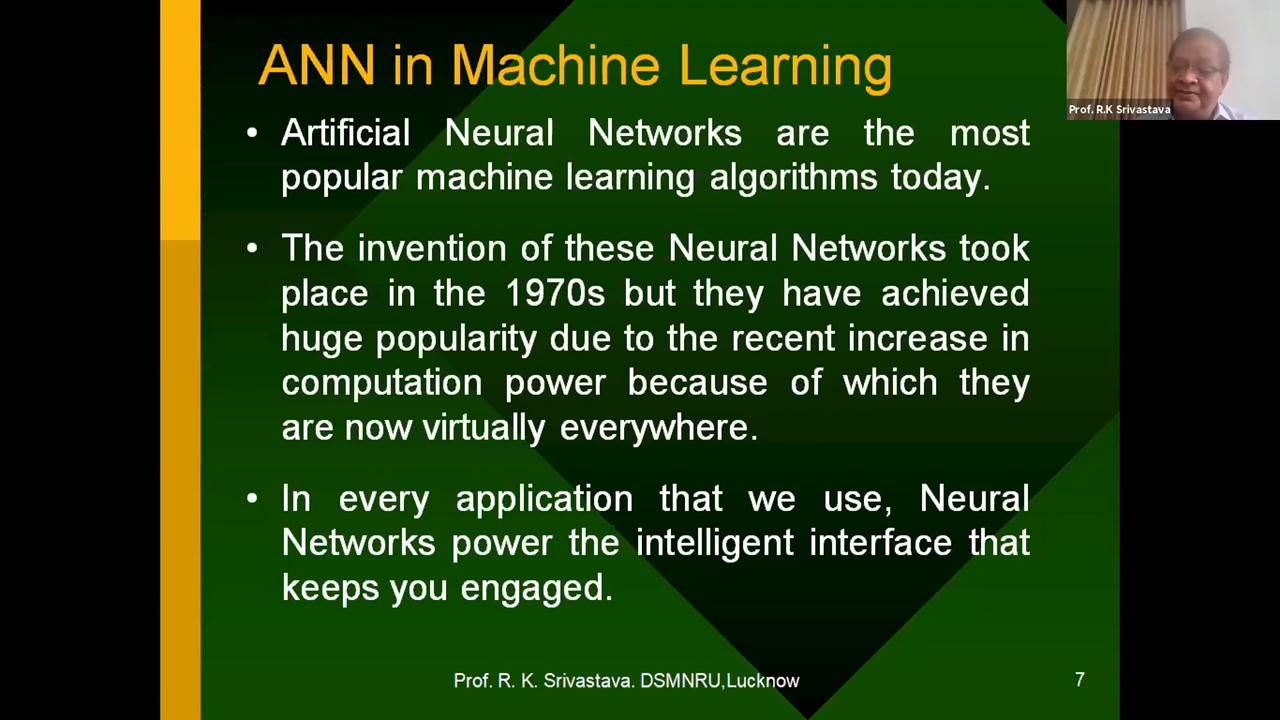 ANN in Machine Learning
Prof. R.K Srivastava
• Artificial Neural Networks are the most
popular machine learning algorithms today.
• The invention of these Neural Networks took
place in the 1970s but they have achieved
huge popularity due to the recent increase in
computation power because of which they
are now virtually everywhere.
• In every application that we use, Neural
Networks power the intelligent interface that
keeps you engaged.
Prof. R. K. Srivastava. DSMNRU,Lucknow
7